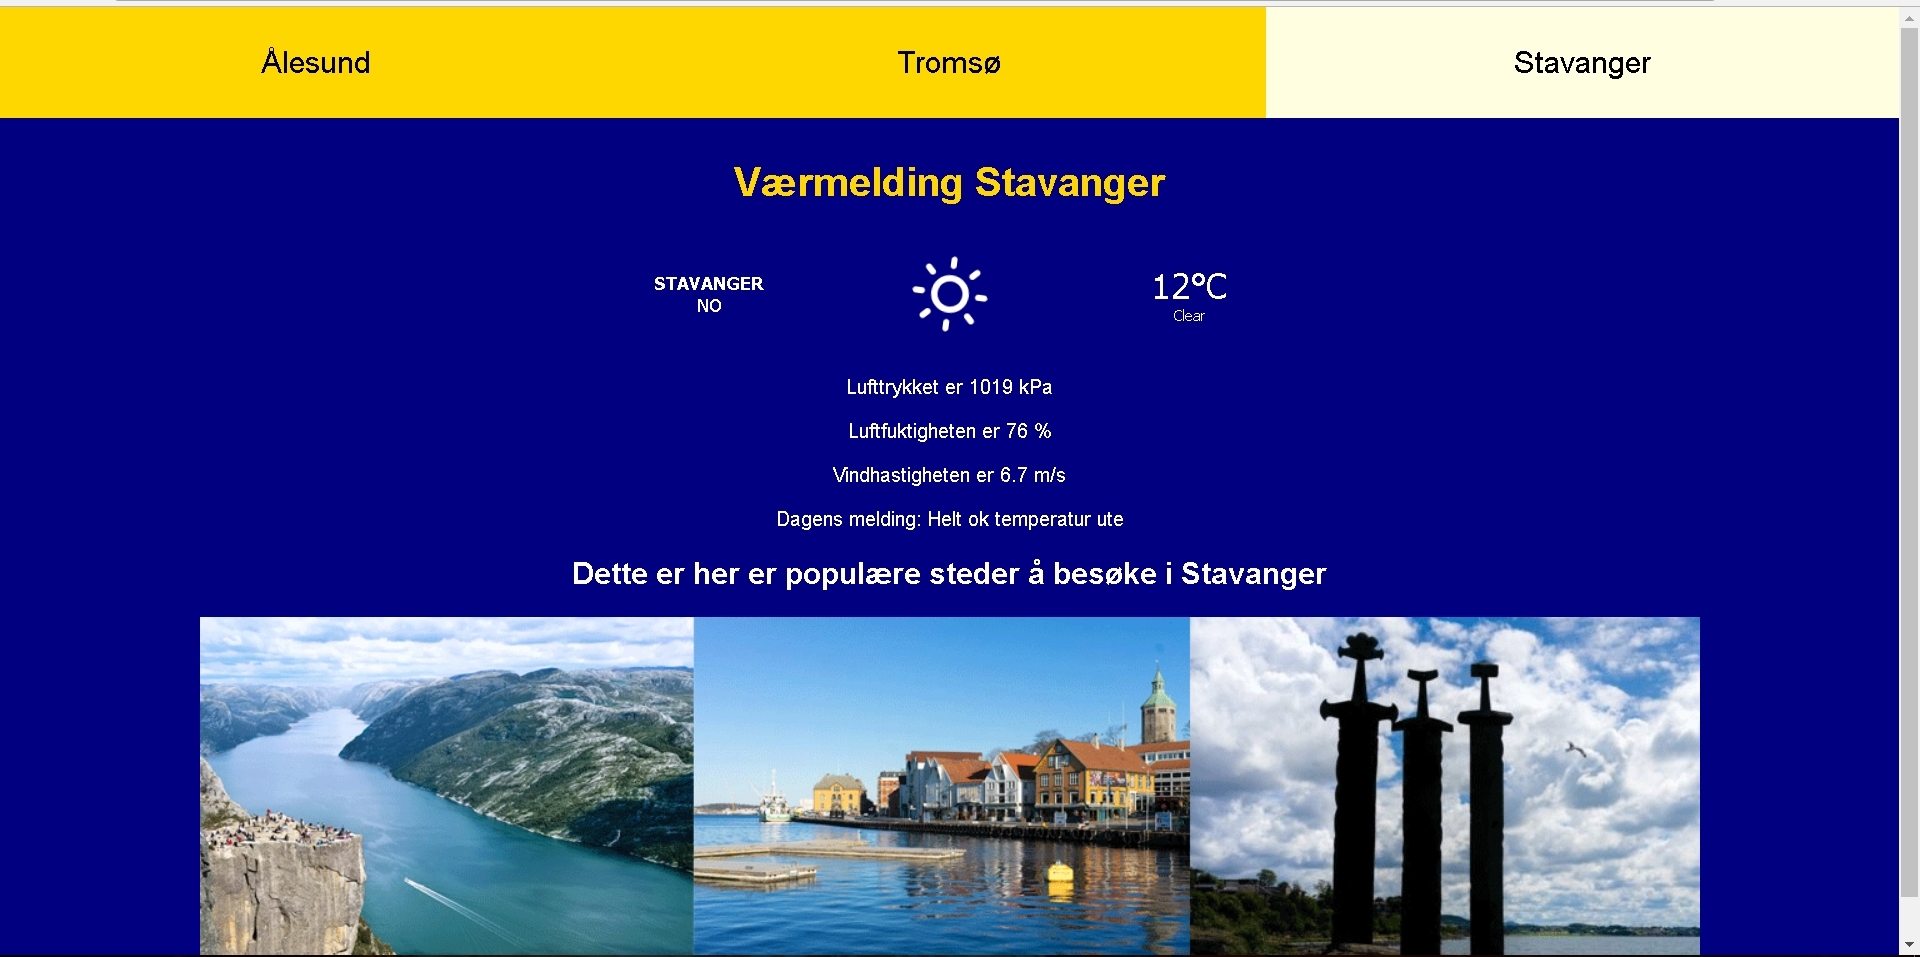 Ålesund
Tromsø
Stavanger
Værmelding Stavanger
STAVANGER
NO
12°C
Clear
Lufttrykket er 1019 kPa
Luftfuktigheten er 76 %
Vindhastigheten er 6.7 m/s
Dagens melding: Helt ok temperatur ute
Dette er her er populære steder å besøke i Stavanger